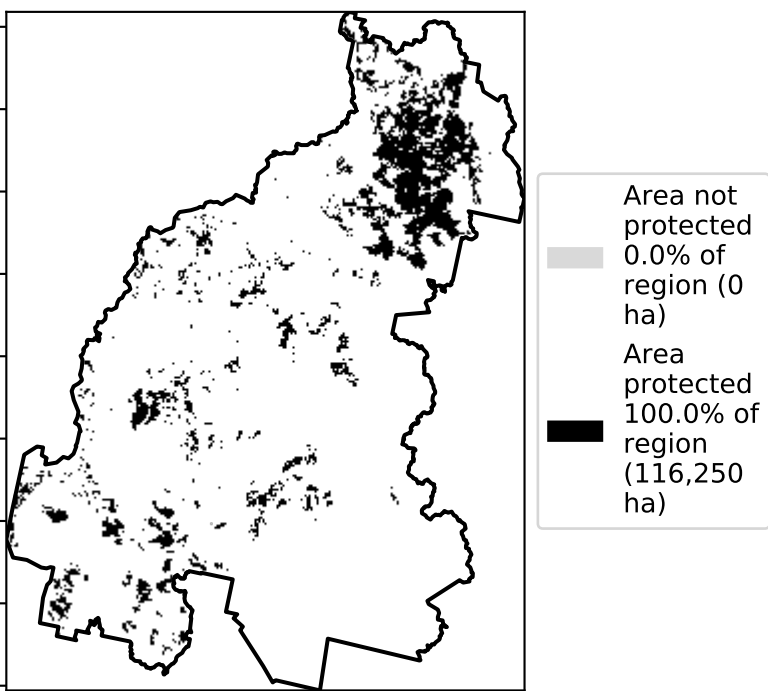 Area not
protected
0.0% of
region (0
ha)
Area
protected
100.0% of
region
(116,250
ha)